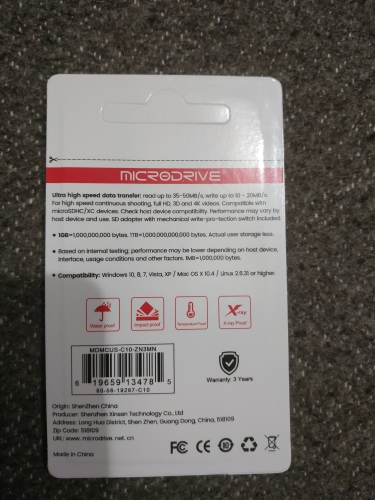 MICRODRIVE
Ultra high speed data transfer: read up to 35-50MB/s, write up to 10 - 20MB/s.
For high speed continuous shooting, full HD, 3D and 4K videos. Compatible with
microSDHC/XC devices. Check host device compatibility. Performance may vary by
host device and use. SD adapter with mechanical write-pro-tection switch included.
• 1GB=1,000,000,000 bytes. 1TB=1,000,000,000,000 bytes. Actual user storage less.
• Based on internal testing; performance may be lower depending on host device,
Interface, usage conditions and other factors. 1MB=1,000,000 bytes.
• Compatibility: Windows 10, 8, 7, Vista, XP / Mac OS X 10.4 / Linux 2.6.31 or higher.
Water proof
Impact proof
Temperature Proof
X-ray
X-ray Proof
MDMCUS-C10-ZN3MN
6 19659 13478 5
80-56-19287-C10
Warranty: 3 Years
Origin: ShenZhen China
Producer: Shenzhen Xinsen Technology Co., Ltd
Address: Long Hua District, Shen Zhen, Guang Dong, China
Zip Code: 518109
URL: www. microdrive. net. cn
Made in China
FC CE 10